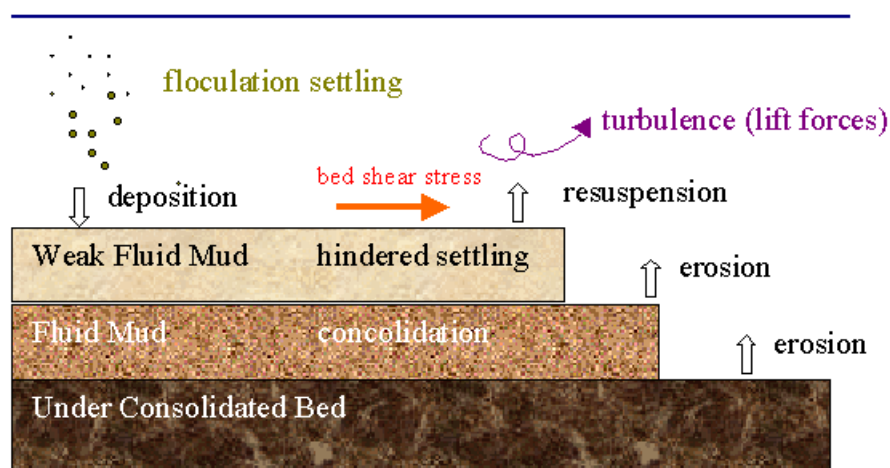 floculation settling
turbulence (lift forces)
bed shear stress
deposition
resuspension
Weak Fluid Mud hindered settling
erosion
Fluid Mud concolidation
erosion
Under Consolidated Bed